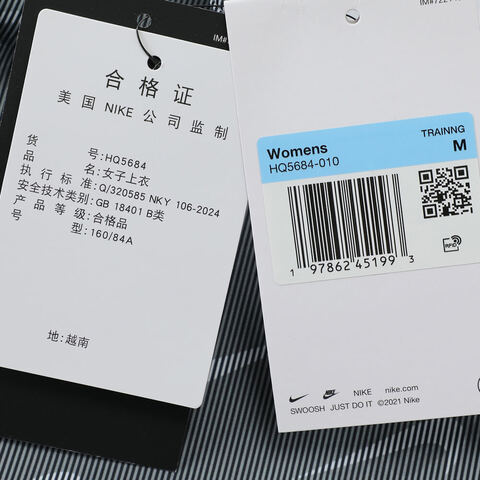 IM#
合格证
美国 NIKE 公司监制
货号:HQ5684
品名:女子上衣
执行标准:Q/320585 NKY 106-2024
安全技术类别:GB 18401 B类
产品等级:合格品
号型:160/84A
地:越南
Womens
TRAINNG
HQ5684-010
M
RFID
1 97862 45199 3
NIKE nike.com
SWOOSH JUST DO IT ©2021 Nike